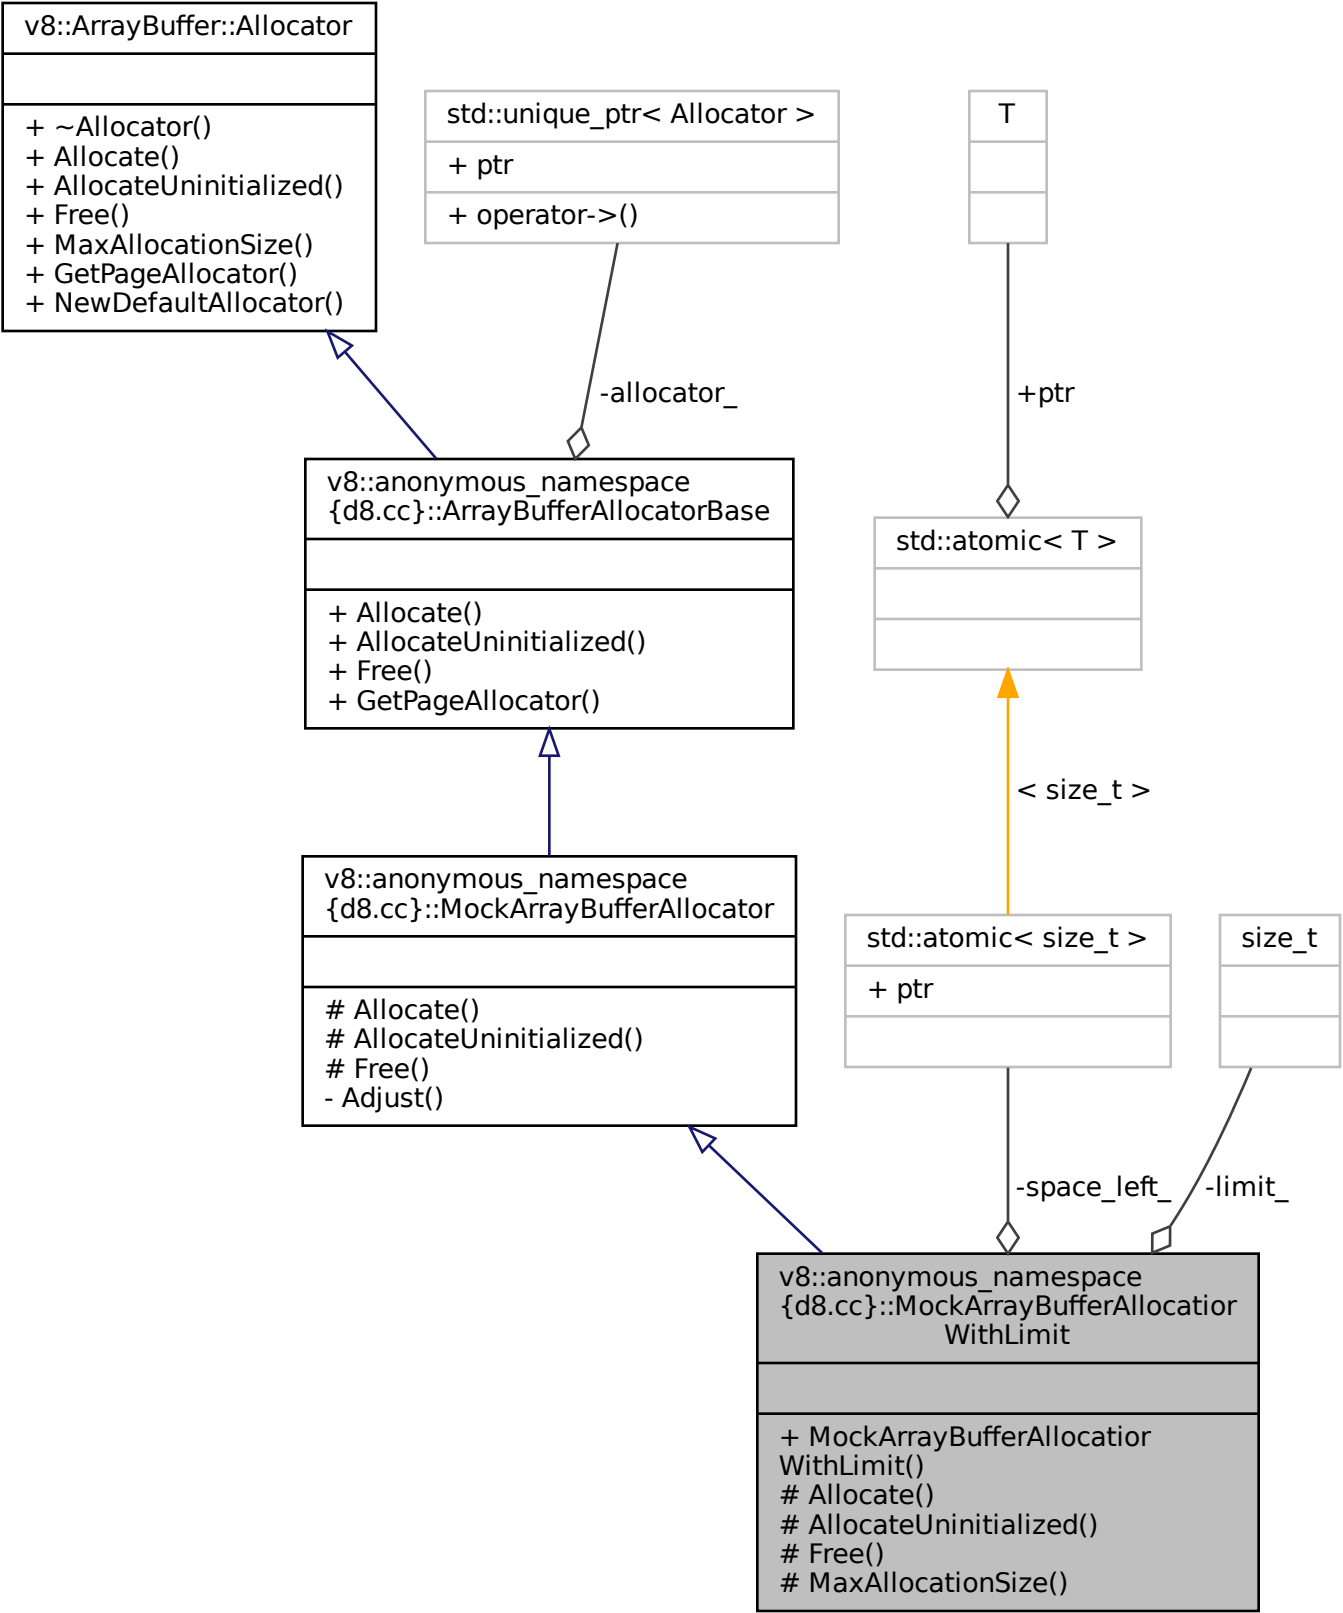 v8::ArrayBuffer::Allocator
+ ~Allocator()
+ Allocate()
+ AllocateUninitialized()
+ Free()
+ MaxAllocationSize()
+ GetPageAllocator()
+ NewDefaultAllocator()
std::unique_ptr< Allocator >
+ ptr
+ operator->()
T
-allocator_
+ptr
v8::anonymous_namespace
{d8.cc}::ArrayBufferAllocatorBase
+ Allocate()
+ AllocateUninitialized()
+ Free()
+ GetPageAllocator()
std::atomic< T >
< size_t >
v8::anonymous_namespace
{d8.cc}::MockArrayBufferAllocator
# Allocate()
# AllocateUninitialized()
# Free()
- Adjust()
std::atomic< size_t >
+ ptr
size_t
-space_left_
-limit_
v8::anonymous_namespace
{d8.cc}::MockArrayBufferAllocatior
WithLimit
+ MockArrayBufferAllocatior
WithLimit()
# Allocate()
# AllocateUninitialized()
# Free()
# MaxAllocationSize()